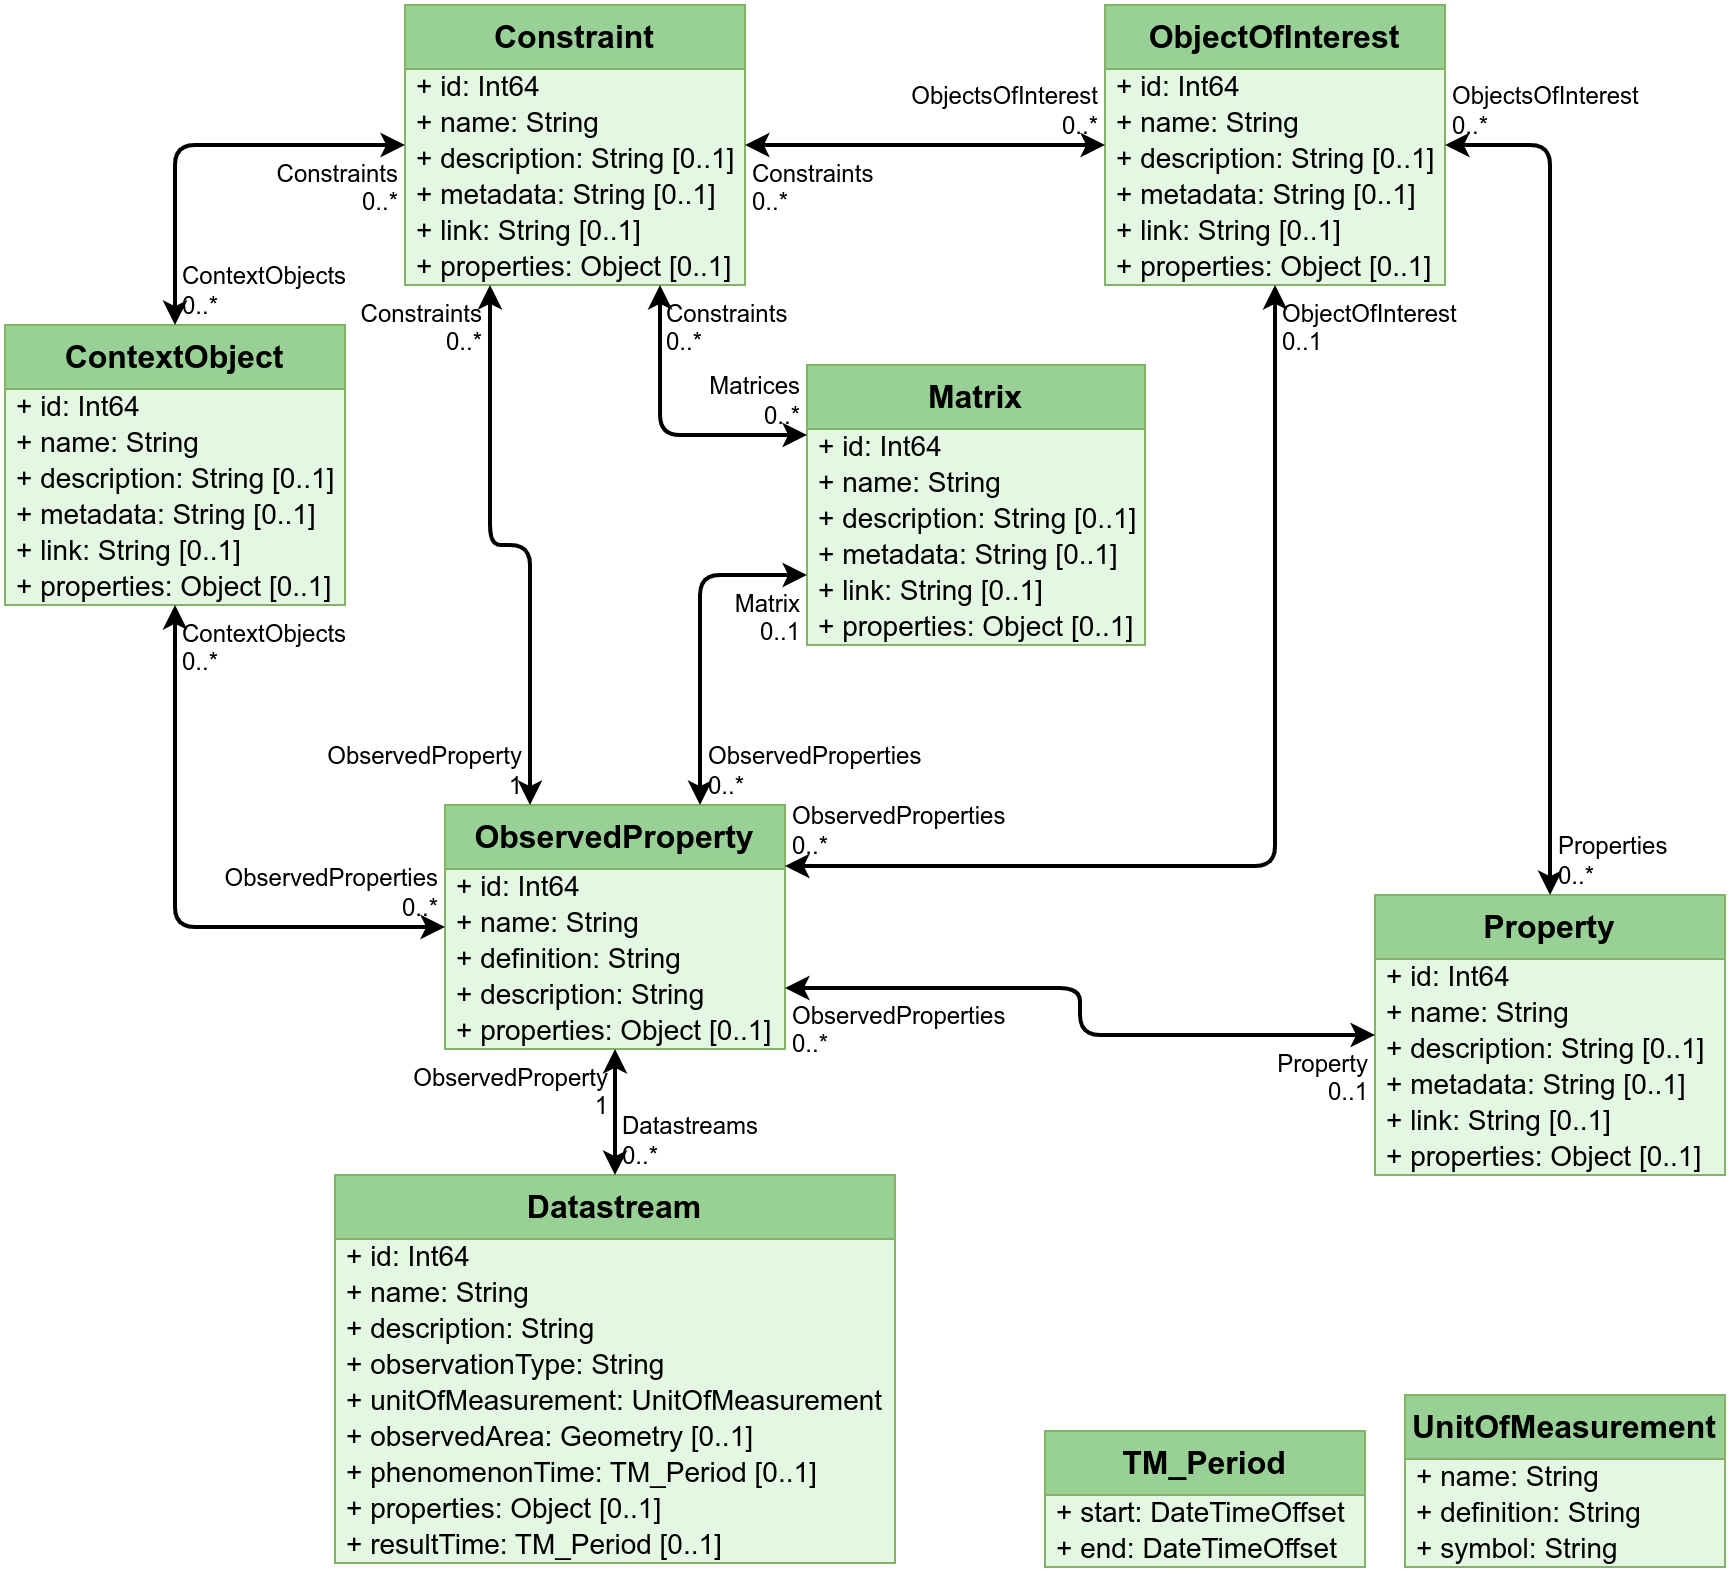 Constraint
+ id: Int64
+ name: String
+ description: String [0..1]
+ metadata: String [0..1]
+ link: String [0..1]
+ properties: Object [0..1]
ObjectsOfInterest
0..*
Constraints
0..*
ObjectOfInterest
+ id: Int64
+ name: String
+ description: String [0..1]
+ metadata: String [0..1]
+ link: String [0..1]
+ properties: Object [0..1]
ObjectsOfInterest
0..*
Constraints
0..*
ContextObjects
0..*
Constraints
0..*
Constraints
0..*
ObjectOfInterest
0..1
ContextObject
+ id: Int64
+ name: String
+ description: String [0..1]
+ metadata: String [0..1]
+ link: String [0..1]
+ properties: Object [0..1]
Matrices
0..*
Matrix
+ id: Int64
+ name: String
+ description: String [0..1]
+ metadata: String [0..1]
+ link: String [0..1]
+ properties: Object [0..1]
Matrix
0..1
ContextObjects
0..*
ObservedProperty
1
ObservedProperties
0..*
ObservedProperties
0..*
ObservedProperties
0..*
ObservedProperty
+ id: Int64
+ name: String
+ definition: String
+ description: String
+ properties: Object [0..1]
Properties
0..*
Property
+ id: Int64
+ name: String
+ description: String [0..1]
+ metadata: String [0..1]
+ link: String [0..1]
+ properties: Object [0..1]
ObservedProperties
0..*
Property
0..1
ObservedProperty
1
Datastreams
0..*
Datastream
+ id: Int64
+ name: String
+ description: String
+ observationType: String
+ unitOfMeasurement: UnitOfMeasurement
+ observedArea: Geometry [0..1]
+ phenomenonTime: TM_Period [0..1]
+ properties: Object [0..1]
+ resultTime: TM_Period [0..1]
TM_Period
+ start: DateTimeOffset
+ end: DateTimeOffset
UnitOfMeasurement
+ name: String
+ definition: String
+ symbol: String